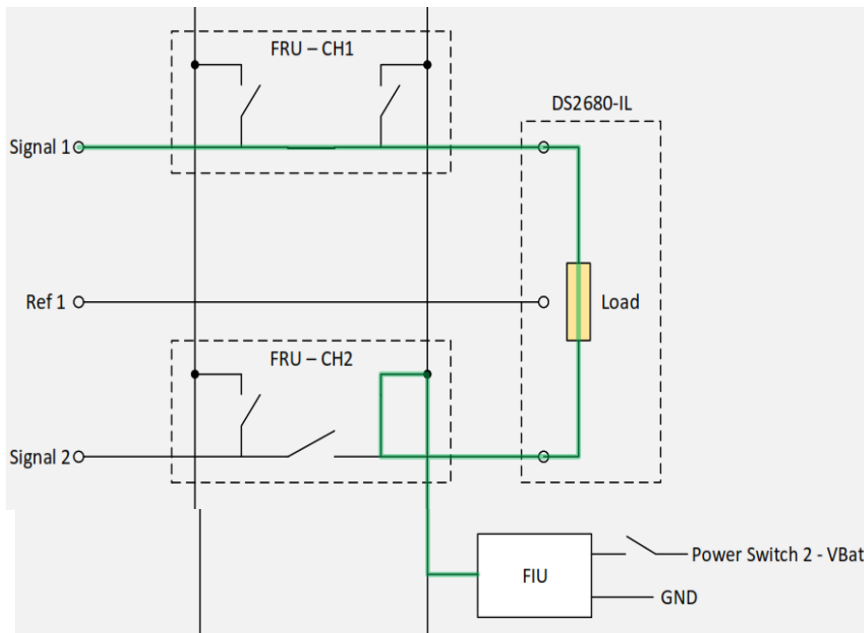 FRU – CH1
DS2680-IL
Signal 1
Ref 1
Load
FRU – CH2
Signal 2
Power Switch 2 - VBat
FIU
GND